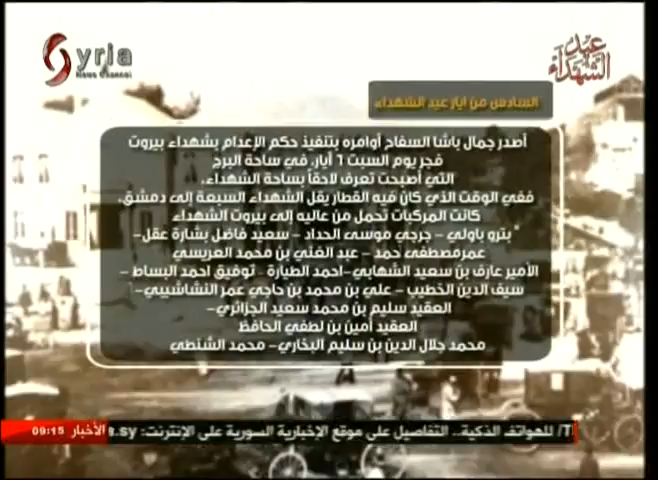 Syria
News Channel
عيد
الشهداء
السادس من أيار عيد الشهداء
أصدر جمال باشا السفاح أوامره بتنفيذ حكم الإعدام بشهداء بيروت
فجر يوم السبت ٦ أيار، في ساحة البرج
التي أصبحت تعرف لاحقاً بساحة الشهداء،
ففي الوقت الذي كان فيه القطار يقل الشهداء السبعة إلى دمشق،
كانت المركبات تحمل من عاليه إلى بيروت الشهداء
" بترو باولي - جرجي موسى الحداد - سعيد فاضل بشارة عقل-
عمرمصطفى حمد - عبد الغني بن محمد العريسي
الأمير عارف بن سعيد الشهابي-احمد الطبارة - توفيق احمد البساط -
سيف الدين الخطيب - علي بن محمد بن حاجي عمر النشاشيبي-
العقيد سليم بن محمد سعيد الجزائري-
العقيد أمين بن لطفي الحافظ
محمد جلال الدين بن سليم البخاري- محمد الشنطي
الأخبار 09:15
/T للهواتف الذكية.. التفاصيل على موقع الإخبارية السورية على الإنترنت: a.sy